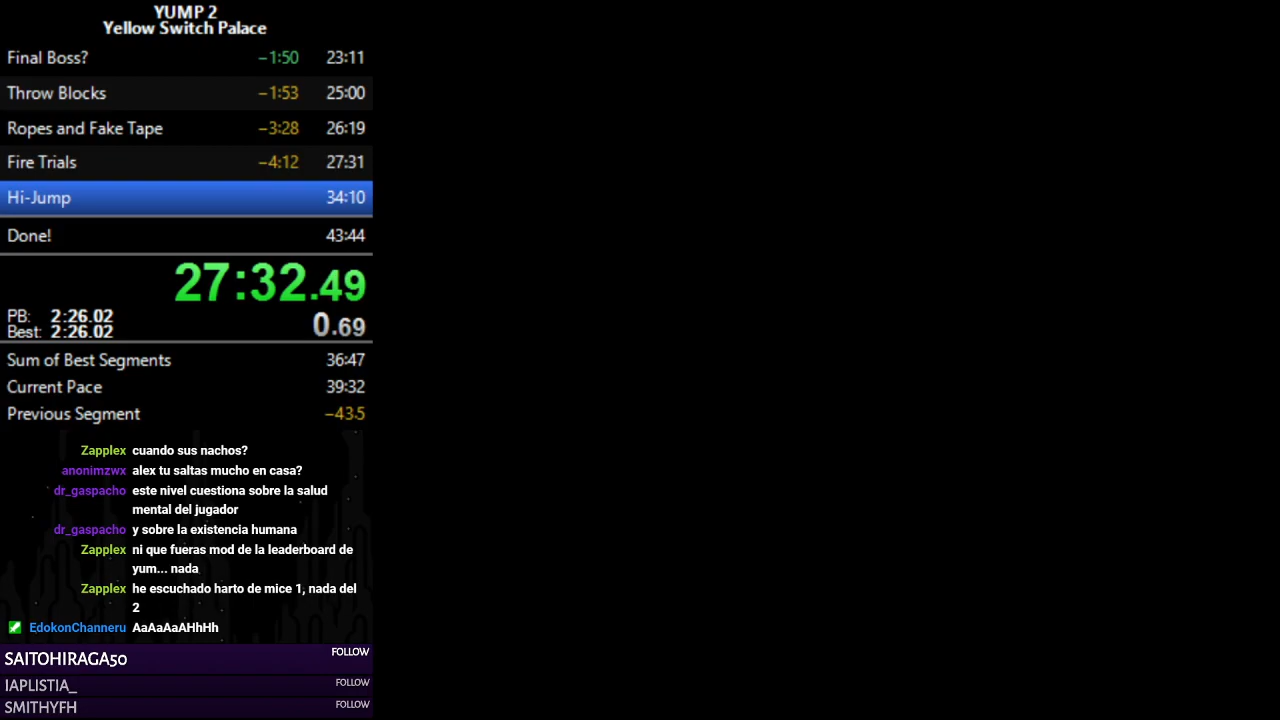 YUMP 2
Yellow Switch Palace
Final Boss? −1:50 23:11
Throw Blocks −1:53 25:00
Ropes and Fake Tape −3:28 26:19
Fire Trials −4:12 27:31
Hi-Jump 34:10
Done! 43:44
27:32.49
PB: 2:26.02
Best: 2:26.02
0.69
Sum of Best Segments 36:47
Current Pace 39:32
Previous Segment −43.5
Zapplex cuando sus nachos?
anonimzwx alex tu saltas mucho en casa?
dr_gaspacho este nivel cuestiona sobre la salud
mental del jugador
dr_gaspacho y sobre la existencia humana
Zapplex ni que fueras mod de la leaderboard de
yum... nada
Zapplex he escuchado harto de mice 1, nada del
2
EdokonChanneru AaAaAaAHhHh
SAITOHIRAGA50 FOLLOW
IAPLISTIA_ FOLLOW
SMITHYFH FOLLOW